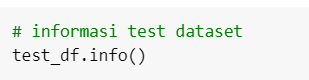 # informasi test dataset
test_df.info()